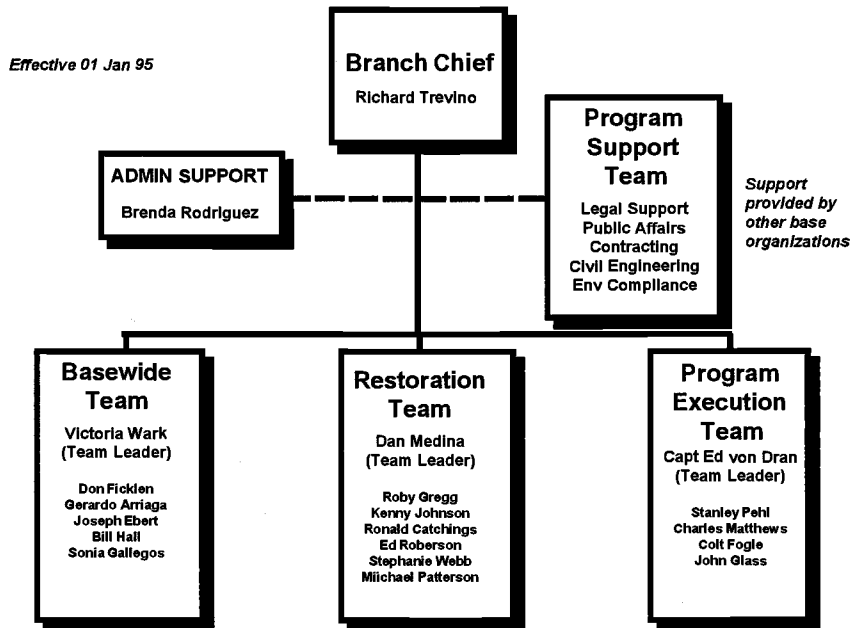 Effective 01 Jan 95
Branch Chief
Richard Trevino
ADMIN SUPPORT
Brenda Rodriguez
Program
Support
Team
Legal Support
Public Affairs
Contracting
Civil Engineering
Env Compliance
Support
provided by
other base
organizations
Basewide
Team
Victoria Wark
(Team Leader)
Don Ficklen
Gerardo Arriaga
Joseph Ebert
Bill Hall
Sonia Gallegos
Restoration
Team
Dan Medina
(Team Leader)
Roby Gregg
Kenny Johnson
Ronald Catchings
Ed Roberson
Stephanie Webb
Miichael Patterson
Program
Execution
Team
Capt Ed von Dran
(Team Leader)
Stanley Pehl
Charles Matthews
Colt Fogle
John Glass